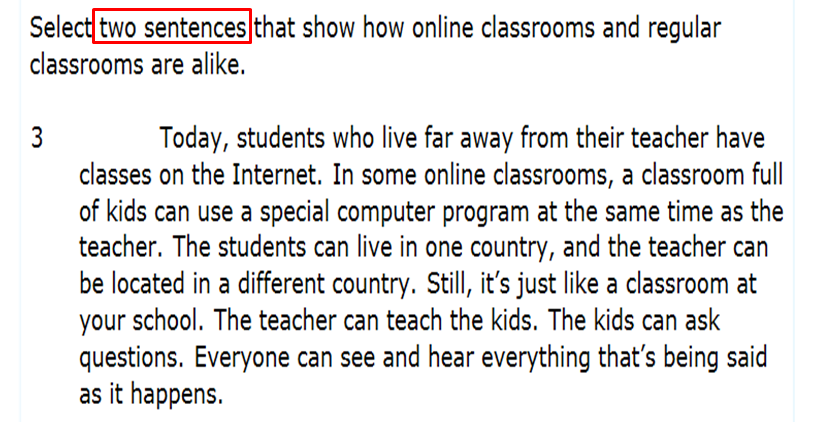 Select two sentences that show how online classrooms and regular
classrooms are alike.
3 Today, students who live far away from their teacher have
classes on the Internet. In some online classrooms, a classroom full
of kids can use a special computer program at the same time as the
teacher. The students can live in one country, and the teacher can
be located in a different country. Still, it’s just like a classroom at
your school. The teacher can teach the kids. The kids can ask
questions. Everyone can see and hear everything that’s being said
as it happens.